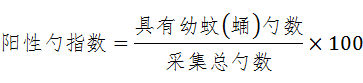 阳性勺指数 = 具有幼蚊(蛹)勺数 / 采集总勺数 × 100